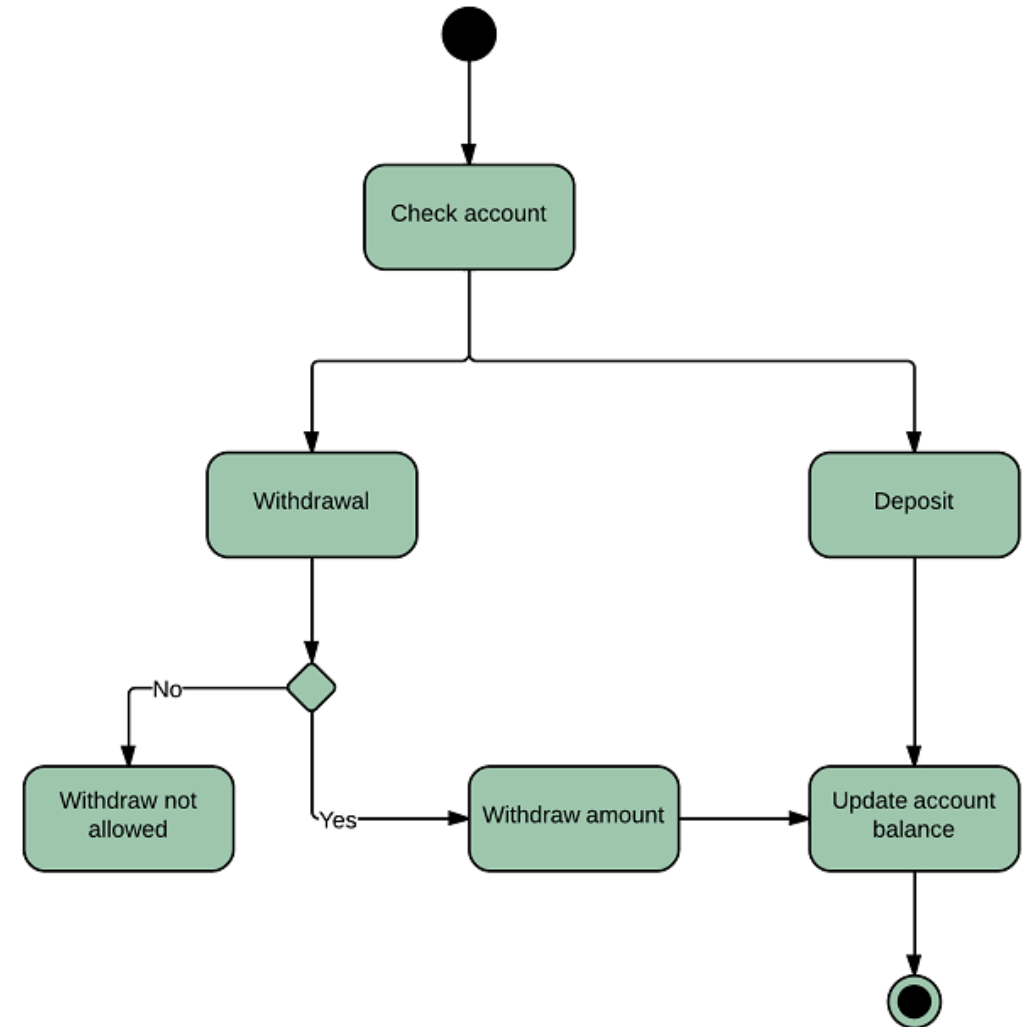 Check account
Withdrawal
Deposit
No
Withdraw not
allowed
Yes
Withdraw amount
Update account
balance